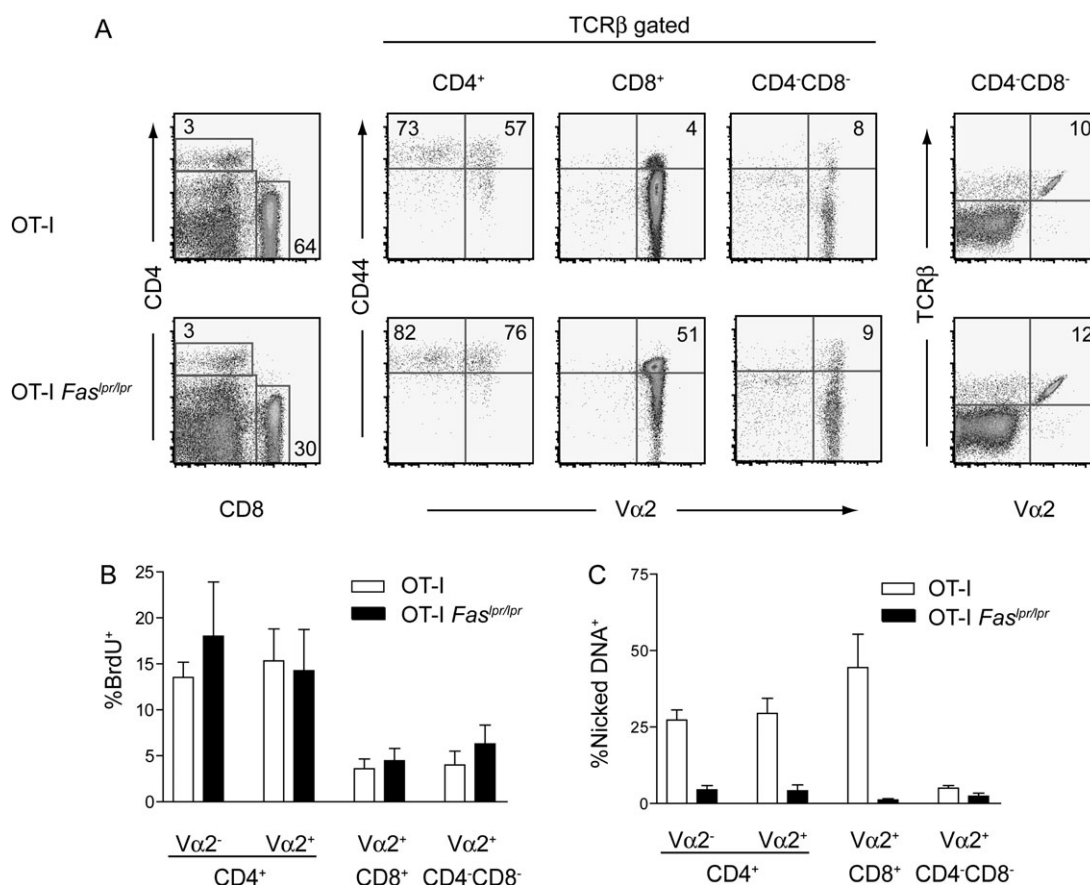 A
TCRβ gated
CD4⁺ CD8⁺ CD4⁻CD8⁻ CD4⁻CD8⁻
OT-I
3
64
73 57
4
8
10
CD4
CD44
TCRβ
OT-I Fas^lpr/lpr
3
30
82 76
51
9
12
CD8 Vα2 Vα2
B
25
20
15
10
5
0
%BrdU⁺
OT-I
OT-I Fas^lpr/lpr
Vα2⁻ Vα2⁺ Vα2⁺ Vα2⁺
CD4⁺ CD8⁺ CD4⁻CD8⁻
C
75
50
25
0
%Nicked DNA⁺
OT-I
OT-I Fas^lpr/lpr
Vα2⁻ Vα2⁺ Vα2⁺ Vα2⁺
CD4⁺ CD8⁺ CD4⁻CD8⁻